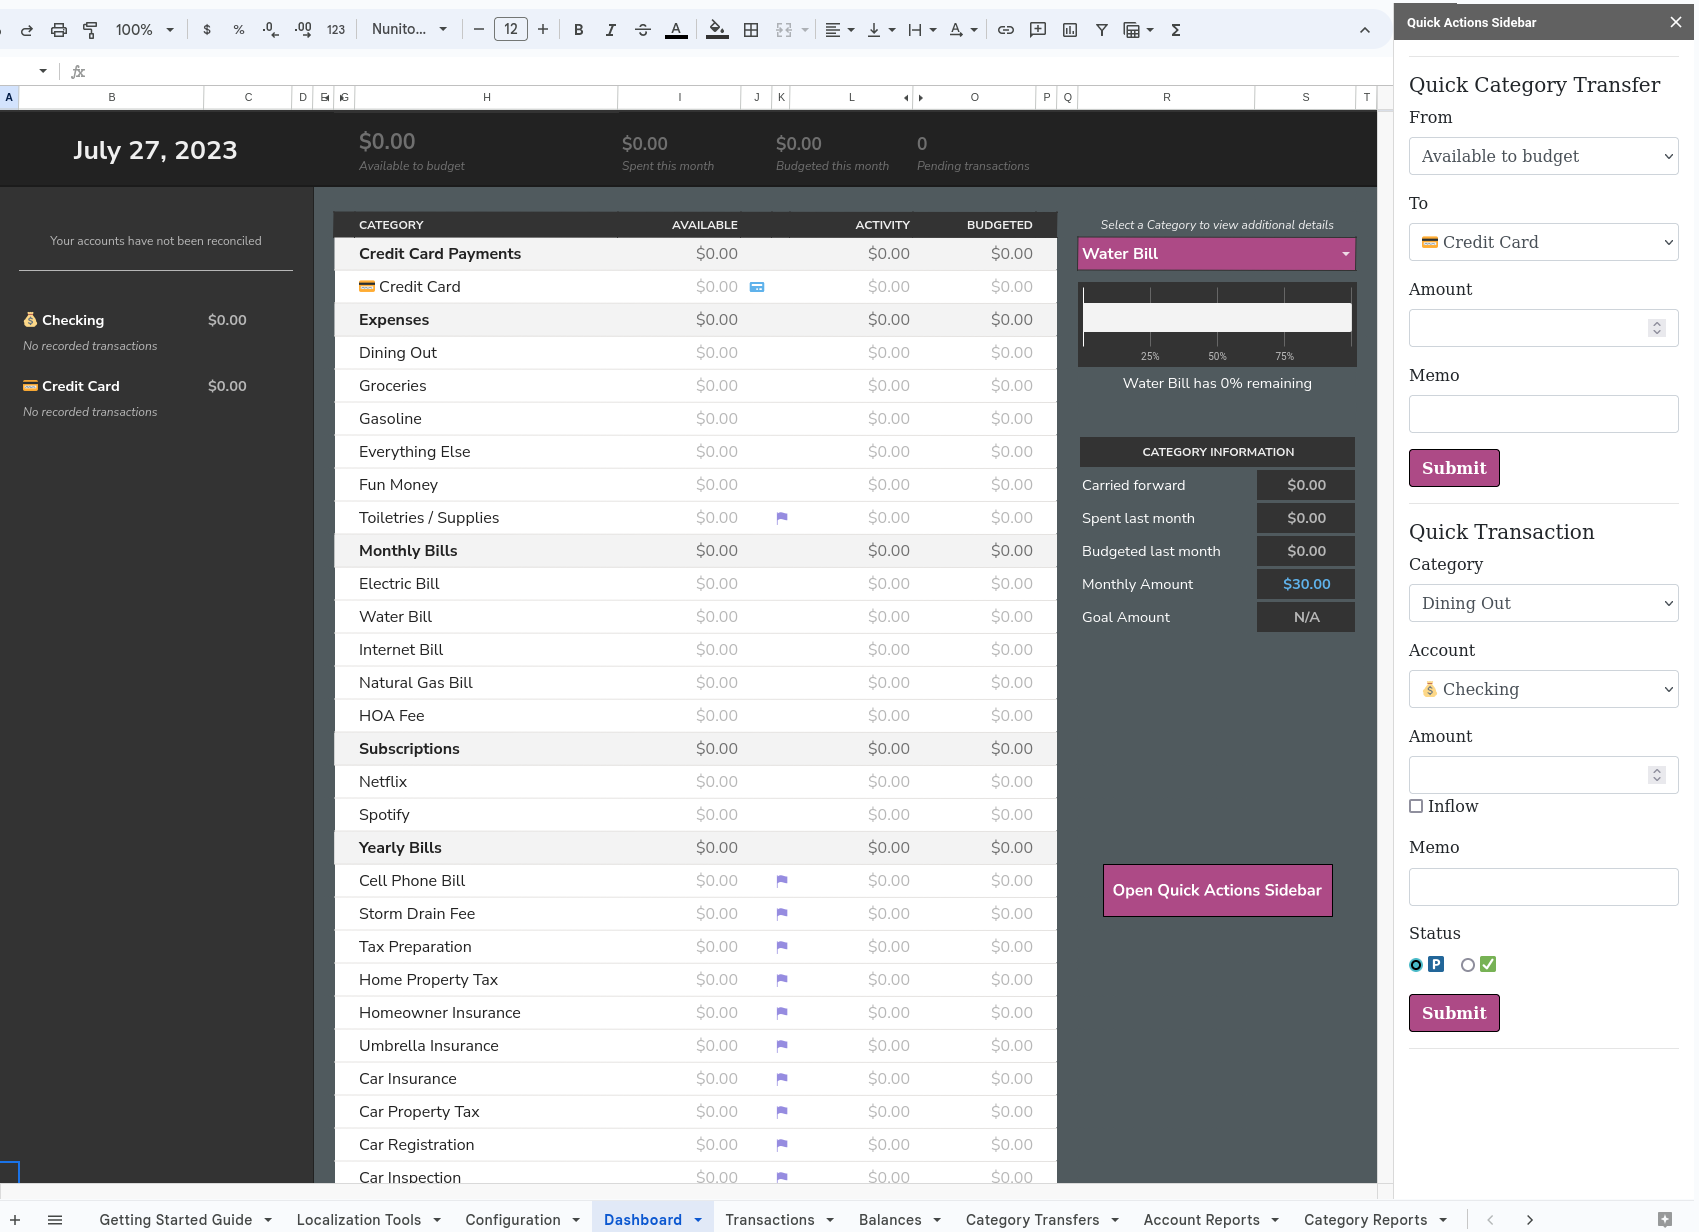 100%
$
%
.0
.00
123
Nunito...
12
B
I
A
Σ
fx
A
B
C
D
E
G
H
I
J
K
L
O
P
Q
R
S
T
July 27, 2023
$0.00
Available to budget
$0.00
Spent this month
$0.00
Budgeted this month
0
Pending transactions
Your accounts have not been reconciled
💰 Checking $0.00
No recorded transactions
💳 Credit Card $0.00
No recorded transactions
CATEGORY AVAILABLE ACTIVITY BUDGETED
Credit Card Payments $0.00 $0.00 $0.00
💳 Credit Card $0.00 $0.00 $0.00
Expenses $0.00 $0.00 $0.00
Dining Out $0.00 $0.00 $0.00
Groceries $0.00 $0.00 $0.00
Gasoline $0.00 $0.00 $0.00
Everything Else $0.00 $0.00 $0.00
Fun Money $0.00 $0.00 $0.00
Toiletries / Supplies $0.00 $0.00 $0.00
Monthly Bills $0.00 $0.00 $0.00
Electric Bill $0.00 $0.00 $0.00
Water Bill $0.00 $0.00 $0.00
Internet Bill $0.00 $0.00 $0.00
Natural Gas Bill $0.00 $0.00 $0.00
HOA Fee $0.00 $0.00 $0.00
Subscriptions $0.00 $0.00 $0.00
Netflix $0.00 $0.00 $0.00
Spotify $0.00 $0.00 $0.00
Yearly Bills $0.00 $0.00 $0.00
Cell Phone Bill $0.00 $0.00 $0.00
Storm Drain Fee $0.00 $0.00 $0.00
Tax Preparation $0.00 $0.00 $0.00
Home Property Tax $0.00 $0.00 $0.00
Homeowner Insurance $0.00 $0.00 $0.00
Umbrella Insurance $0.00 $0.00 $0.00
Car Insurance $0.00 $0.00 $0.00
Car Property Tax $0.00 $0.00 $0.00
Car Registration $0.00 $0.00 $0.00
Car Inspection $0.00 $0.00 $0.00
Select a Category to view additional details
Water Bill
25% 50% 75%
Water Bill has 0% remaining
CATEGORY INFORMATION
Carried forward $0.00
Spent last month $0.00
Budgeted last month $0.00
Monthly Amount $30.00
Goal Amount N/A
Open Quick Actions Sidebar
Quick Actions Sidebar
Quick Category Transfer
From
Available to budget
To
💳 Credit Card
Amount
Memo
Submit
Quick Transaction
Category
Dining Out
Account
💰 Checking
Amount
Inflow
Memo
Status
P
Submit
Getting Started Guide
Localization Tools
Configuration
Dashboard
Transactions
Balances
Category Transfers
Account Reports
Category Reports